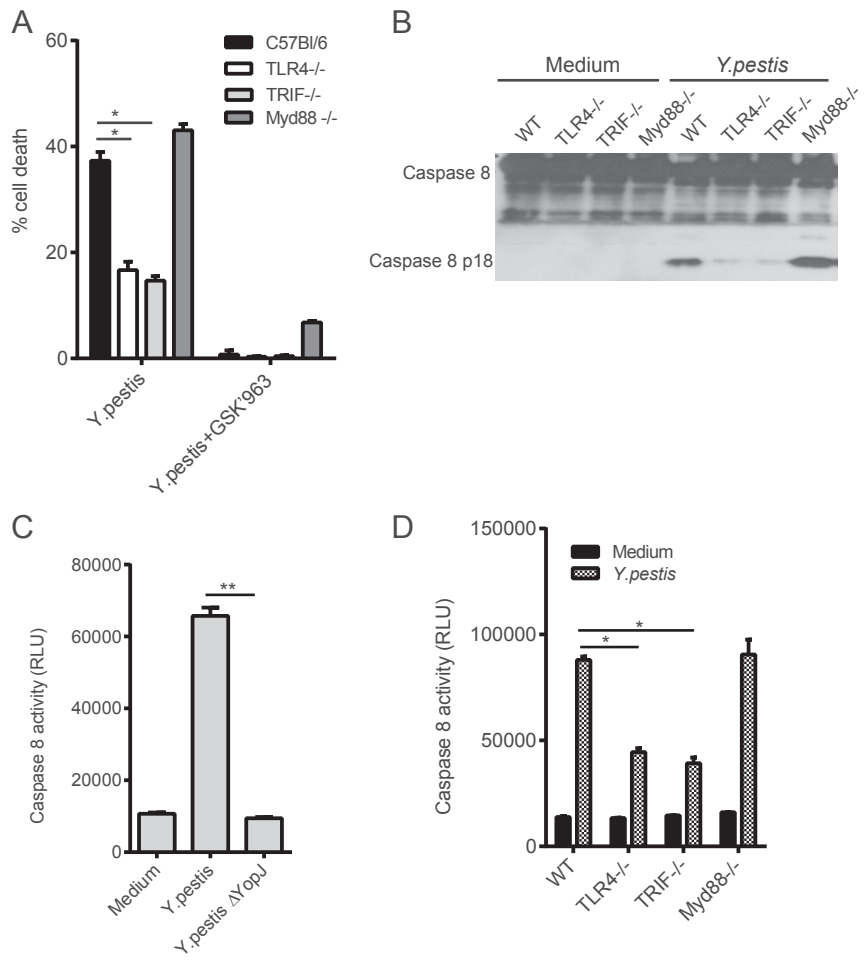 A
C57Bl/6
TLR4-/-
TRIF-/-
Myd88 -/-
*
*
% cell death
60
40
20
0
Y.pestis
Y.pestis+GSK'963
B
Medium
Y.pestis
WT
TLR4-/-
TRIF-/-
Myd88-/-
WT
TLR4-/-
TRIF-/-
Myd88-/-
Caspase 8
Caspase 8 p18
C
Caspase 8 activity (RLU)
80000
60000
40000
20000
0
**
Medium
Y.pestis
Y.pestis ΔYopJ
D
Caspase 8 activity (RLU)
150000
100000
50000
0
Medium
Y.pestis
*
*
WT
TLR4-/-
TRIF-/-
Myd88-/-